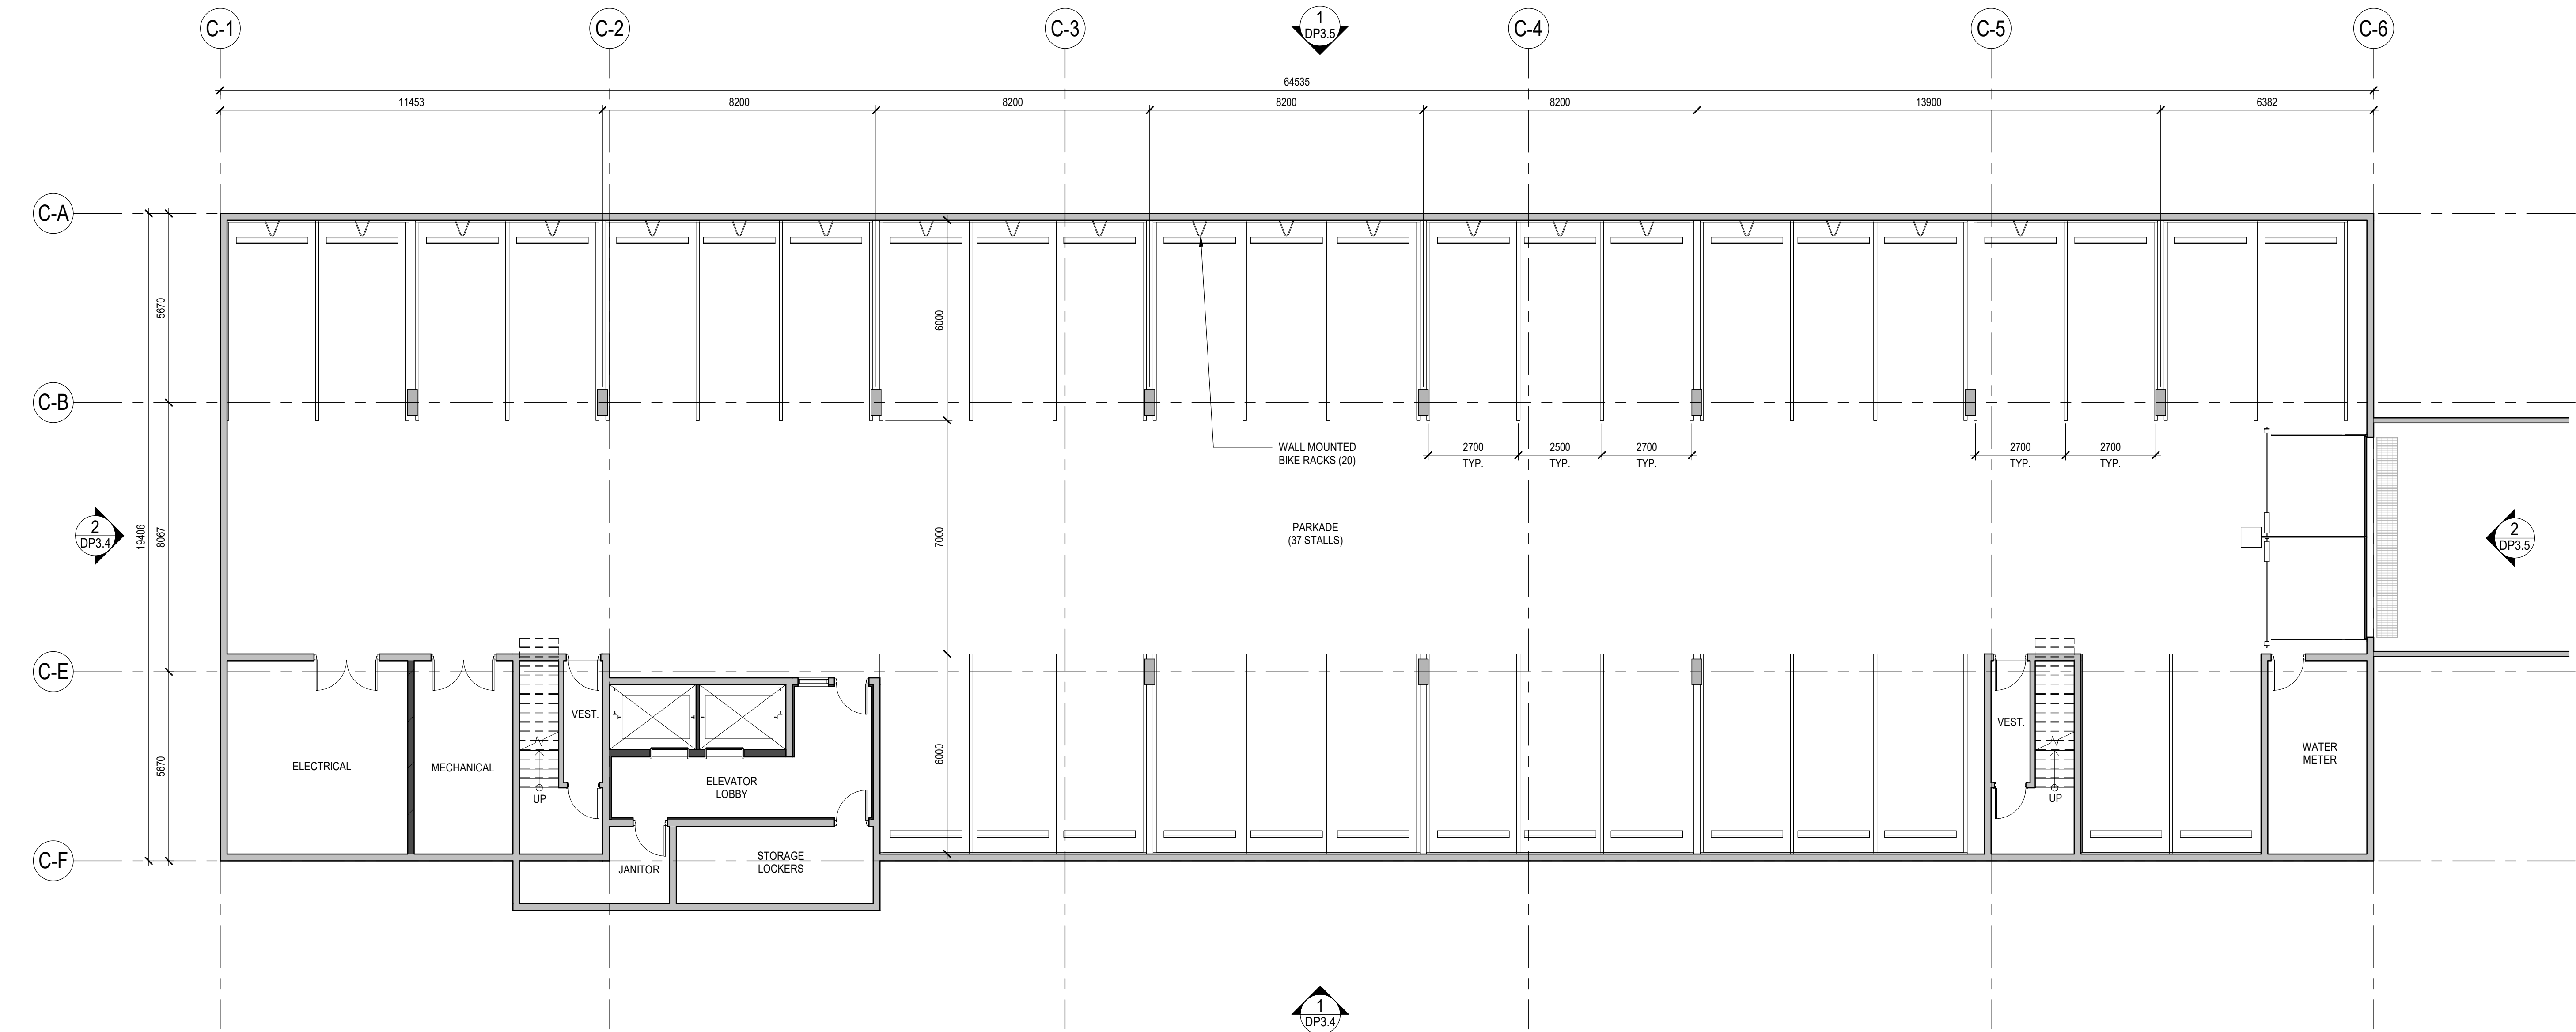 C-1
C-2
C-3
1
DP3.5
C-4
C-5
C-6
64535
11453
8200
8200
8200
8200
13900
6382
C-A
C-B
C-E
C-F
19406
5670
8067
5670
6000
7000
6000
WALL MOUNTED
BIKE RACKS (20)
2700
TYP.
2500
TYP.
2700
TYP.
2700
TYP.
2700
TYP.
PARKADE
(37 STALLS)
2
DP3.4
2
DP3.5
ELECTRICAL
MECHANICAL
UP
VEST.
ELEVATOR
LOBBY
JANITOR
STORAGE
LOCKERS
VEST.
UP
WATER
METER
1
DP3.4